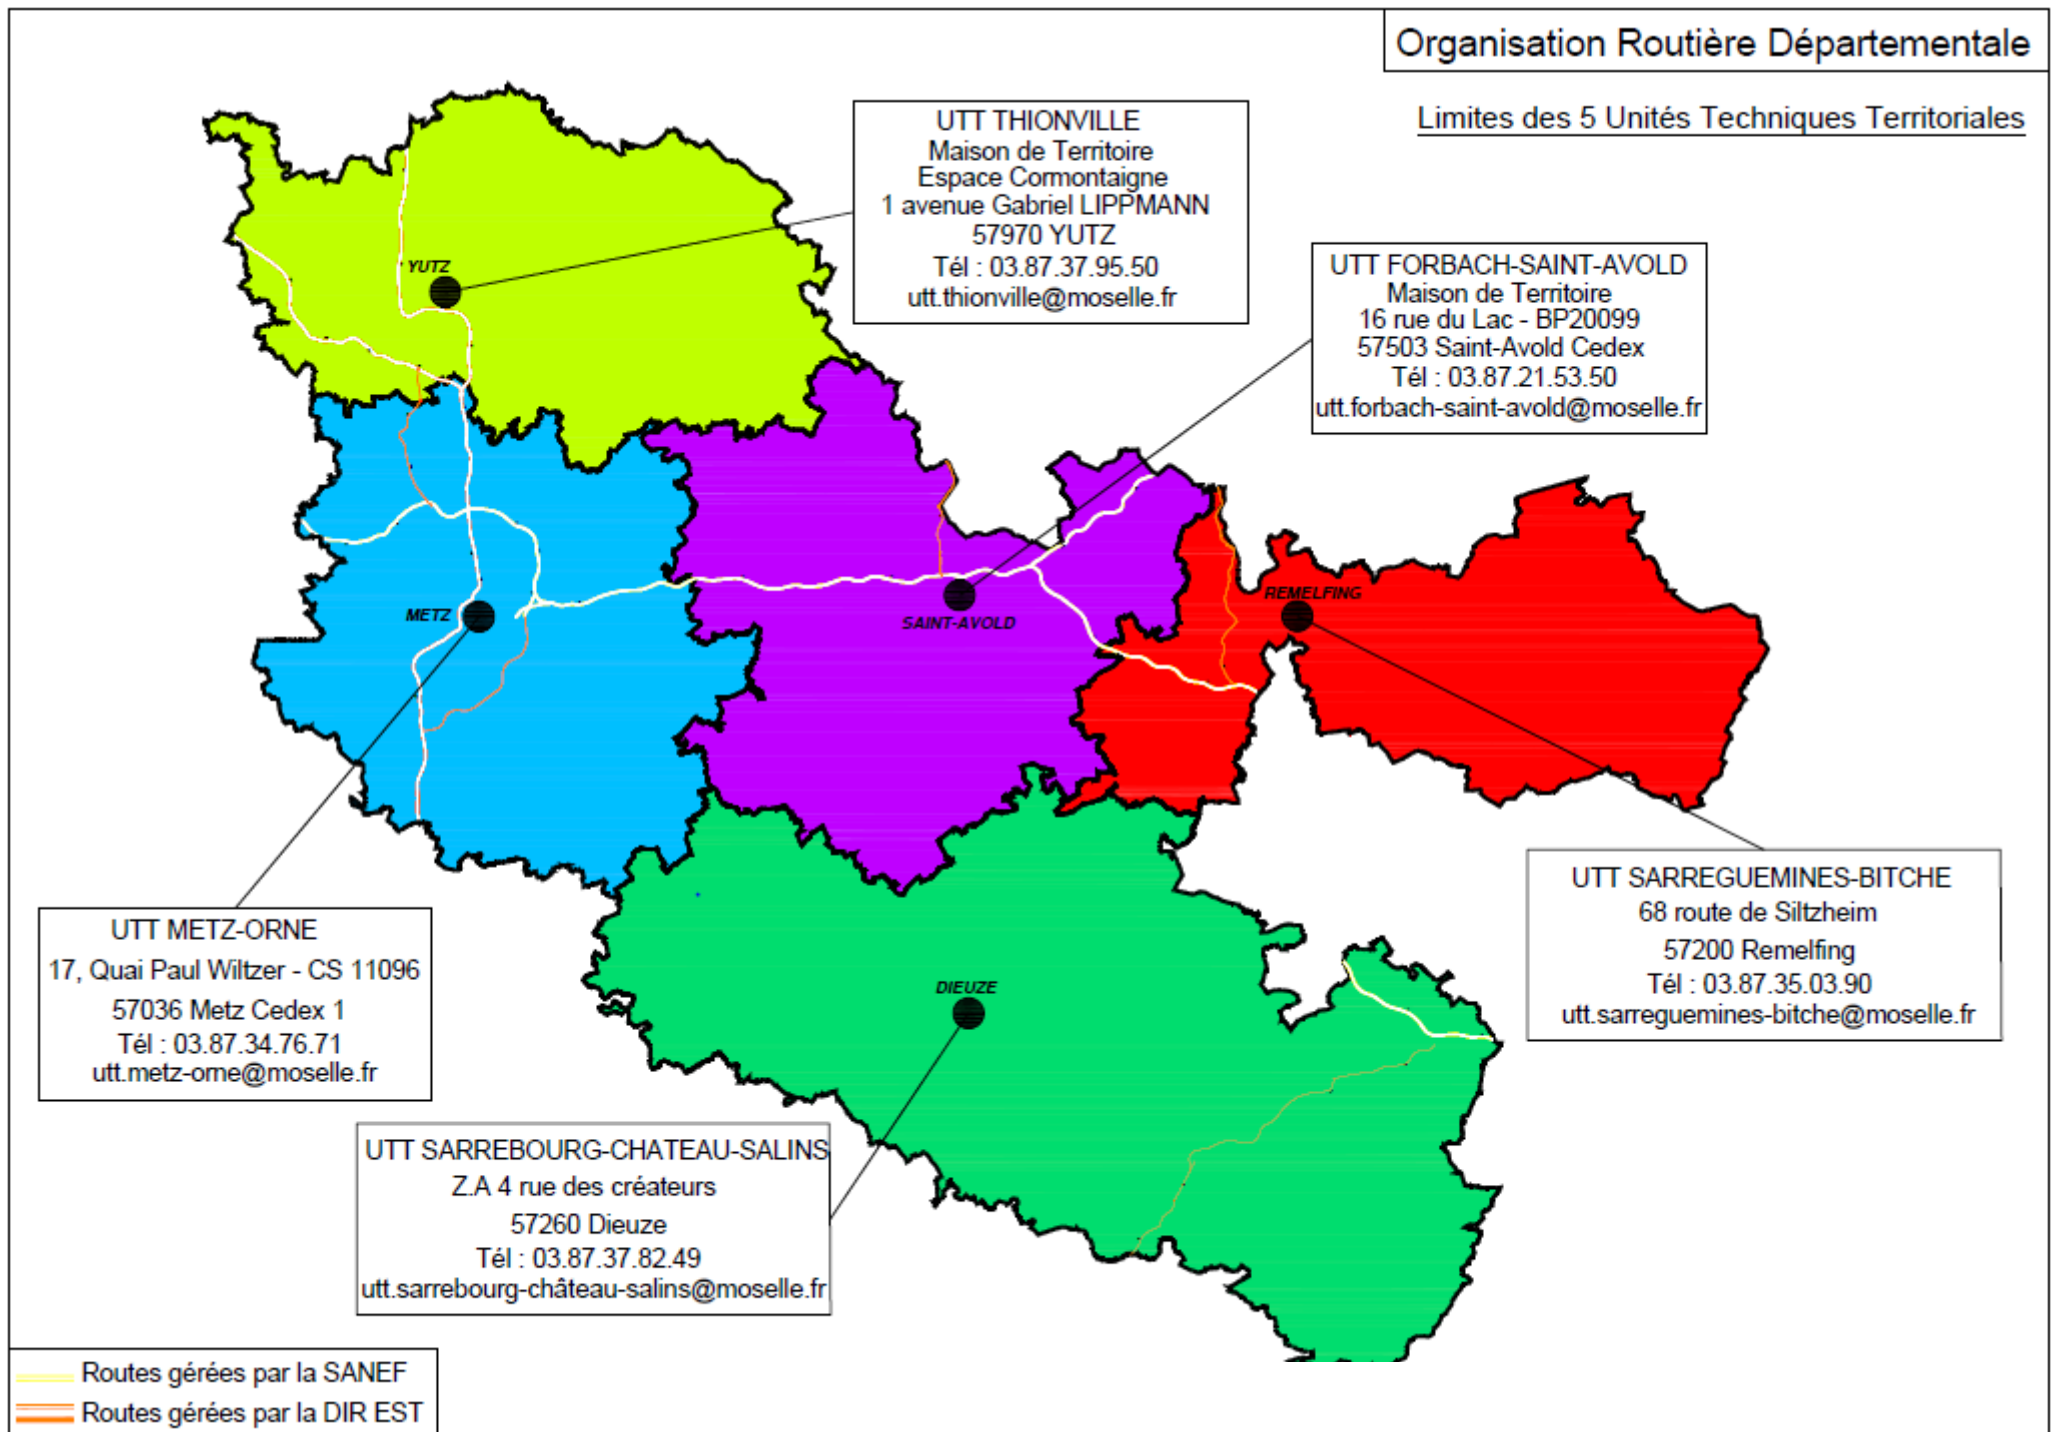 Organisation Routière Départementale
Limites des 5 Unités Techniques Territoriales
UTT THIONVILLE
Maison de Territoire
Espace Cormontaigne
1 avenue Gabriel LIPPMANN
57970 YUTZ
Tél : 03.87.37.95.50
utt.thionville@moselle.fr
UTT FORBACH-SAINT-AVOLD
Maison de Territoire
16 rue du Lac - BP20099
57503 Saint-Avold Cedex
Tél : 03.87.21.53.50
utt.forbach-saint-avold@moselle.fr
YUTZ
METZ
SAINT-AVOLD
REMELFING
DIEUZE
UTT SARREGUEMINES-BITCHE
68 route de Siltzheim
57200 Remelfing
Tél : 03.87.35.03.90
utt.sarreguemines-bitche@moselle.fr
UTT METZ-ORNE
17, Quai Paul Wiltzer - CS 11096
57036 Metz Cedex 1
Tél : 03.87.34.76.71
utt.metz-orne@moselle.fr
UTT SARREBOURG-CHATEAU-SALINS
Z.A 4 rue des créateurs
57260 Dieuze
Tél : 03.87.37.82.49
utt.sarrebourg-château-salins@moselle.fr
Routes gérées par la SANEF
Routes gérées par la DIR EST